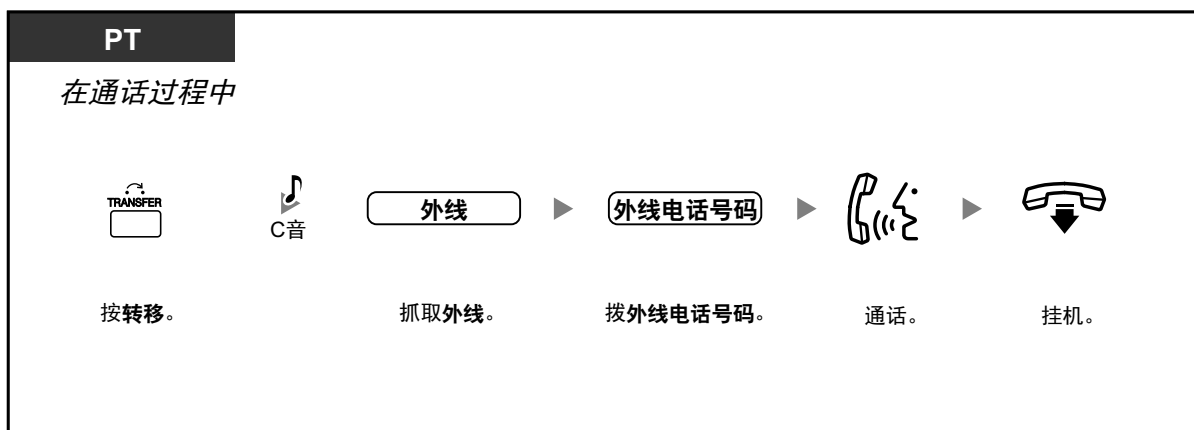 PT
在通话过程中
TRANSFER
C音
外线
外线电话号码
按转移。
抓取外线。
拨外线电话号码。
通话。
挂机。